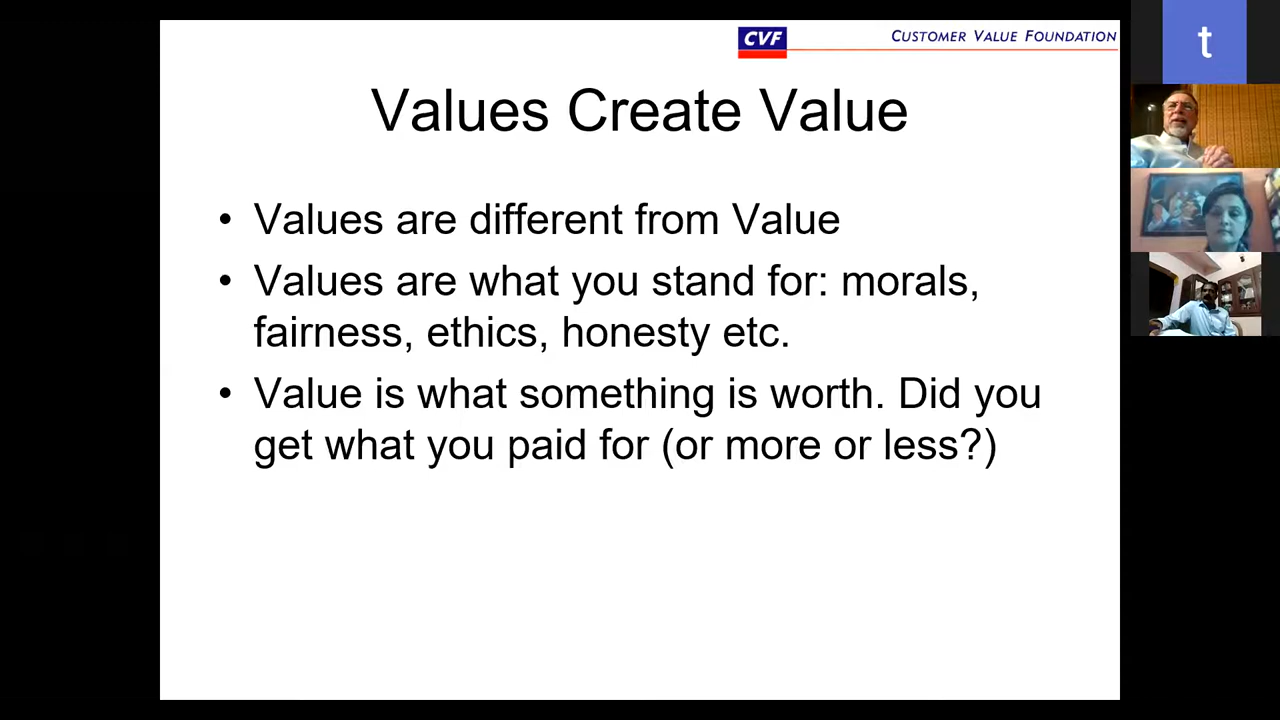 CVF
CUSTOMER VALUE FOUNDATION
t
Values Create Value
• Values are different from Value
• Values are what you stand for: morals,
fairness, ethics, honesty etc.
• Value is what something is worth. Did you
get what you paid for (or more or less?)